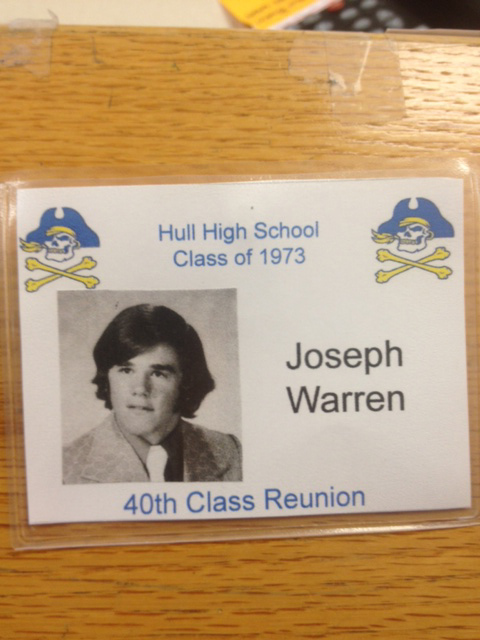 Hull High School
Class of 1973
Joseph
Warren
40th Class Reunion